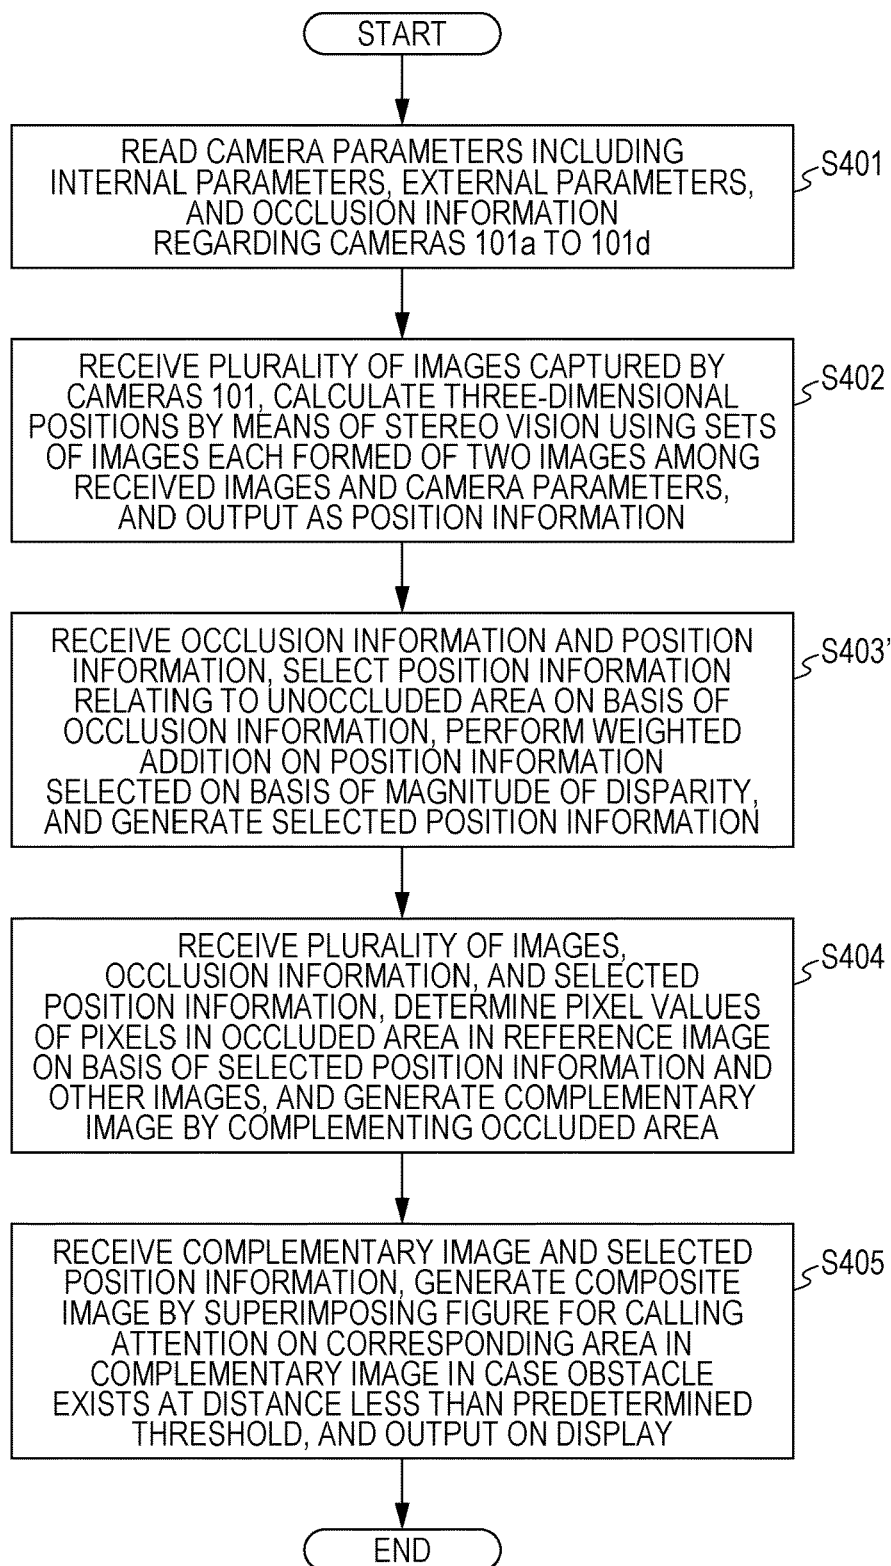 START
READ CAMERA PARAMETERS INCLUDING
INTERNAL PARAMETERS, EXTERNAL PARAMETERS,
AND OCCLUSION INFORMATION
REGARDING CAMERAS 101a TO 101d
S401
RECEIVE PLURALITY OF IMAGES CAPTURED BY
CAMERAS 101, CALCULATE THREE-DIMENSIONAL
POSITIONS BY MEANS OF STEREO VISION USING SETS
OF IMAGES EACH FORMED OF TWO IMAGES AMONG
RECEIVED IMAGES AND CAMERA PARAMETERS,
AND OUTPUT AS POSITION INFORMATION
S402
RECEIVE OCCLUSION INFORMATION AND POSITION
INFORMATION, SELECT POSITION INFORMATION
RELATING TO UNOCCLUDED AREA ON BASIS OF
OCCLUSION INFORMATION, PERFORM WEIGHTED
ADDITION ON POSITION INFORMATION
SELECTED ON BASIS OF MAGNITUDE OF DISPARITY,
AND GENERATE SELECTED POSITION INFORMATION
S403'
RECEIVE PLURALITY OF IMAGES,
OCCLUSION INFORMATION, AND SELECTED
POSITION INFORMATION, DETERMINE PIXEL VALUES
OF PIXELS IN OCCLUDED AREA IN REFERENCE IMAGE
ON BASIS OF SELECTED POSITION INFORMATION AND
OTHER IMAGES, AND GENERATE COMPLEMENTARY
IMAGE BY COMPLEMENTING OCCLUDED AREA
S404
RECEIVE COMPLEMENTARY IMAGE AND SELECTED
POSITION INFORMATION, GENERATE COMPOSITE
IMAGE BY SUPERIMPOSING FIGURE FOR CALLING
ATTENTION ON CORRESPONDING AREA IN
COMPLEMENTARY IMAGE IN CASE OBSTACLE
EXISTS AT DISTANCE LESS THAN PREDETERMINED
THRESHOLD, AND OUTPUT ON DISPLAY
S405
END